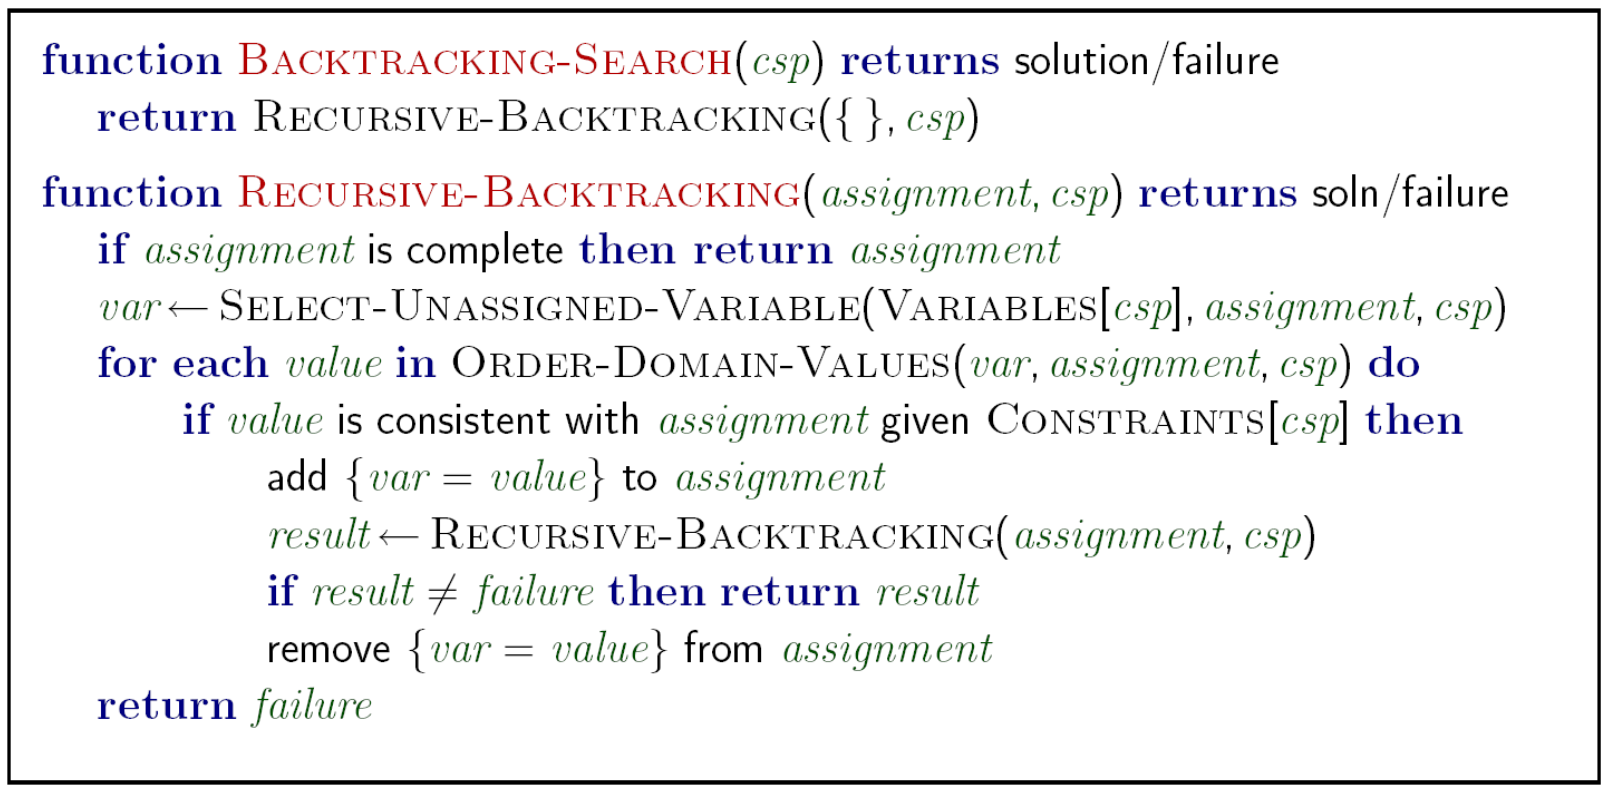 function BACKTRACKING-SEARCH(csp) returns solution/failure
return RECURSIVE-BACKTRACKING({ }, csp)
function RECURSIVE-BACKTRACKING(assignment, csp) returns soln/failure
if assignment is complete then return assignment
var ← SELECT-UNASSIGNED-VARIABLE(VARIABLES[csp], assignment, csp)
for each value in ORDER-DOMAIN-VALUES(var, assignment, csp) do
if value is consistent with assignment given CONSTRAINTS[csp] then
add {var = value} to assignment
result ← RECURSIVE-BACKTRACKING(assignment, csp)
if result ≠ failure then return result
remove {var = value} from assignment
return failure